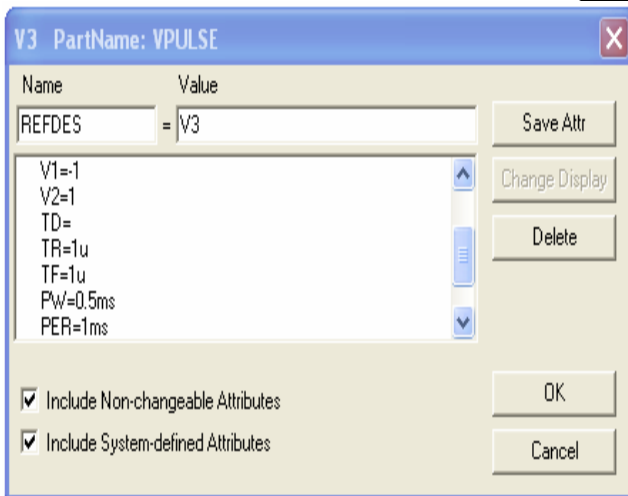 V3 PartName: VPULSE
Name Value
REFDES = V3
Save Attr
V1=-1
V2=1
TD=
TR=1u
TF=1u
PW=0.5ms
PER=1ms
Change Display
Delete
Include Non-changeable Attributes
Include System-defined Attributes
OK
Cancel